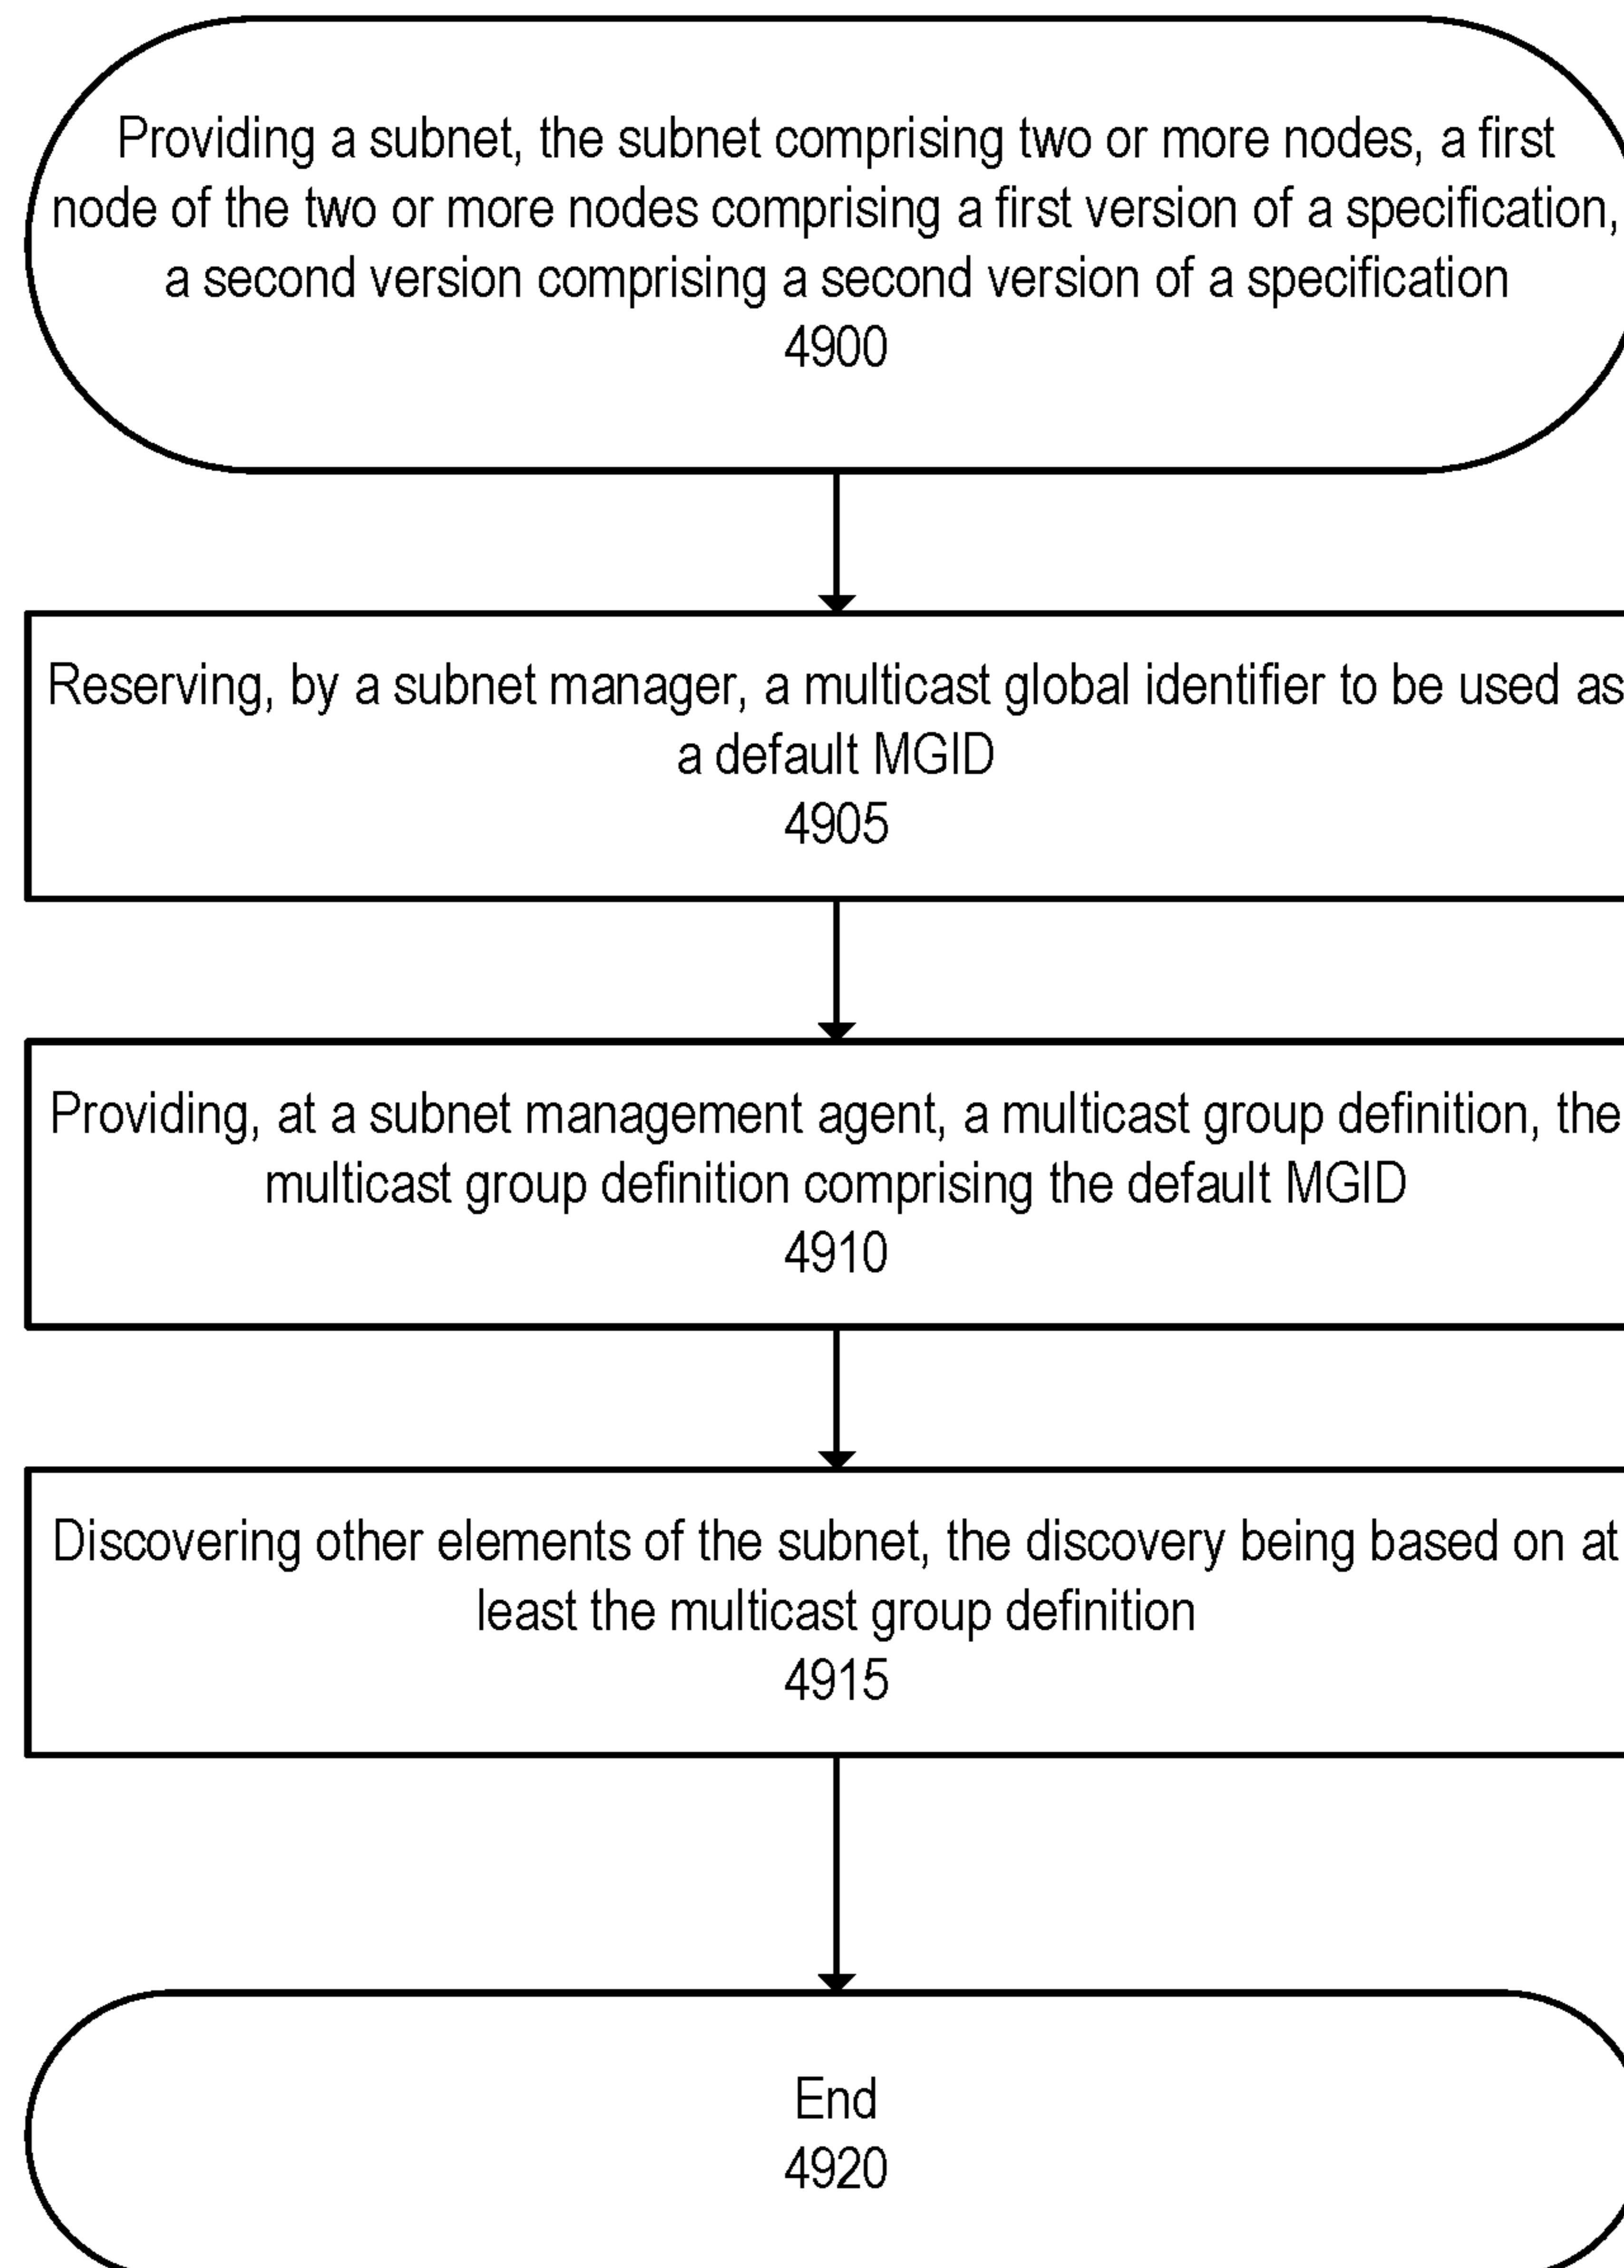 Providing a subnet, the subnet comprising two or more nodes, a first
node of the two or more nodes comprising a first version of a specification,
a second version comprising a second version of a specification
4900
Reserving, by a subnet manager, a multicast global identifier to be used as
a default MGID
4905
Providing, at a subnet management agent, a multicast group definition, the
multicast group definition comprising the default MGID
4910
Discovering other elements of the subnet, the discovery being based on at
least the multicast group definition
4915
End
4920